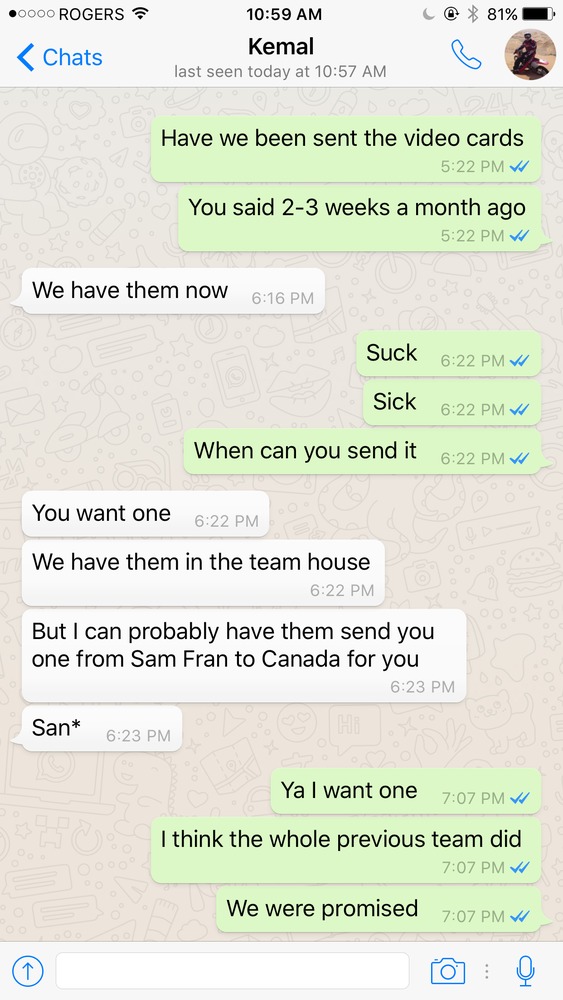 ROGERS 10:59 AM 81%
Chats Kemal
last seen today at 10:57 AM
Have we been sent the video cards
5:22 PM
You said 2-3 weeks a month ago
5:22 PM
We have them now 6:16 PM
Suck 6:22 PM
Sick 6:22 PM
When can you send it 6:22 PM
You want one 6:22 PM
We have them in the team house
6:22 PM
But I can probably have them send you
one from Sam Fran to Canada for you
6:23 PM
San* 6:23 PM
Ya I want one 7:07 PM
I think the whole previous team did
7:07 PM
We were promised 7:07 PM